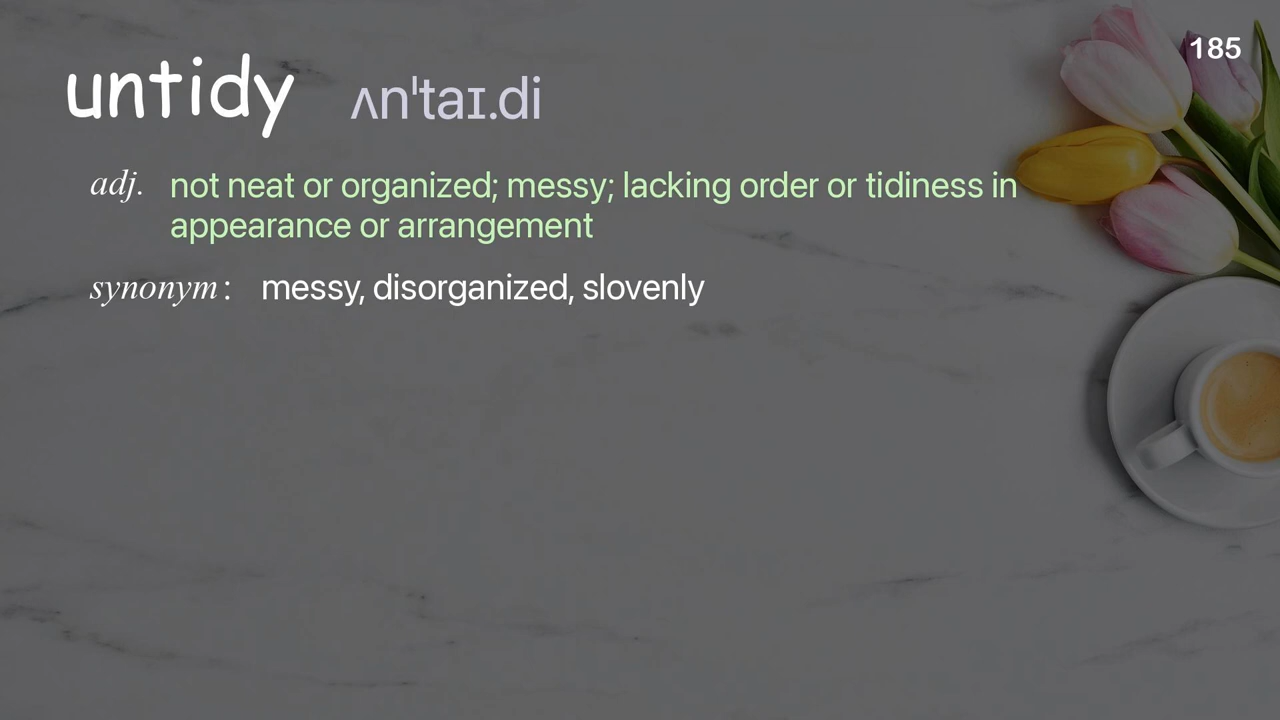 185
untidy ʌnˈtaɪ.di
adj. not neat or organized; messy; lacking order or tidiness in
appearance or arrangement
synonym: messy, disorganized, slovenly